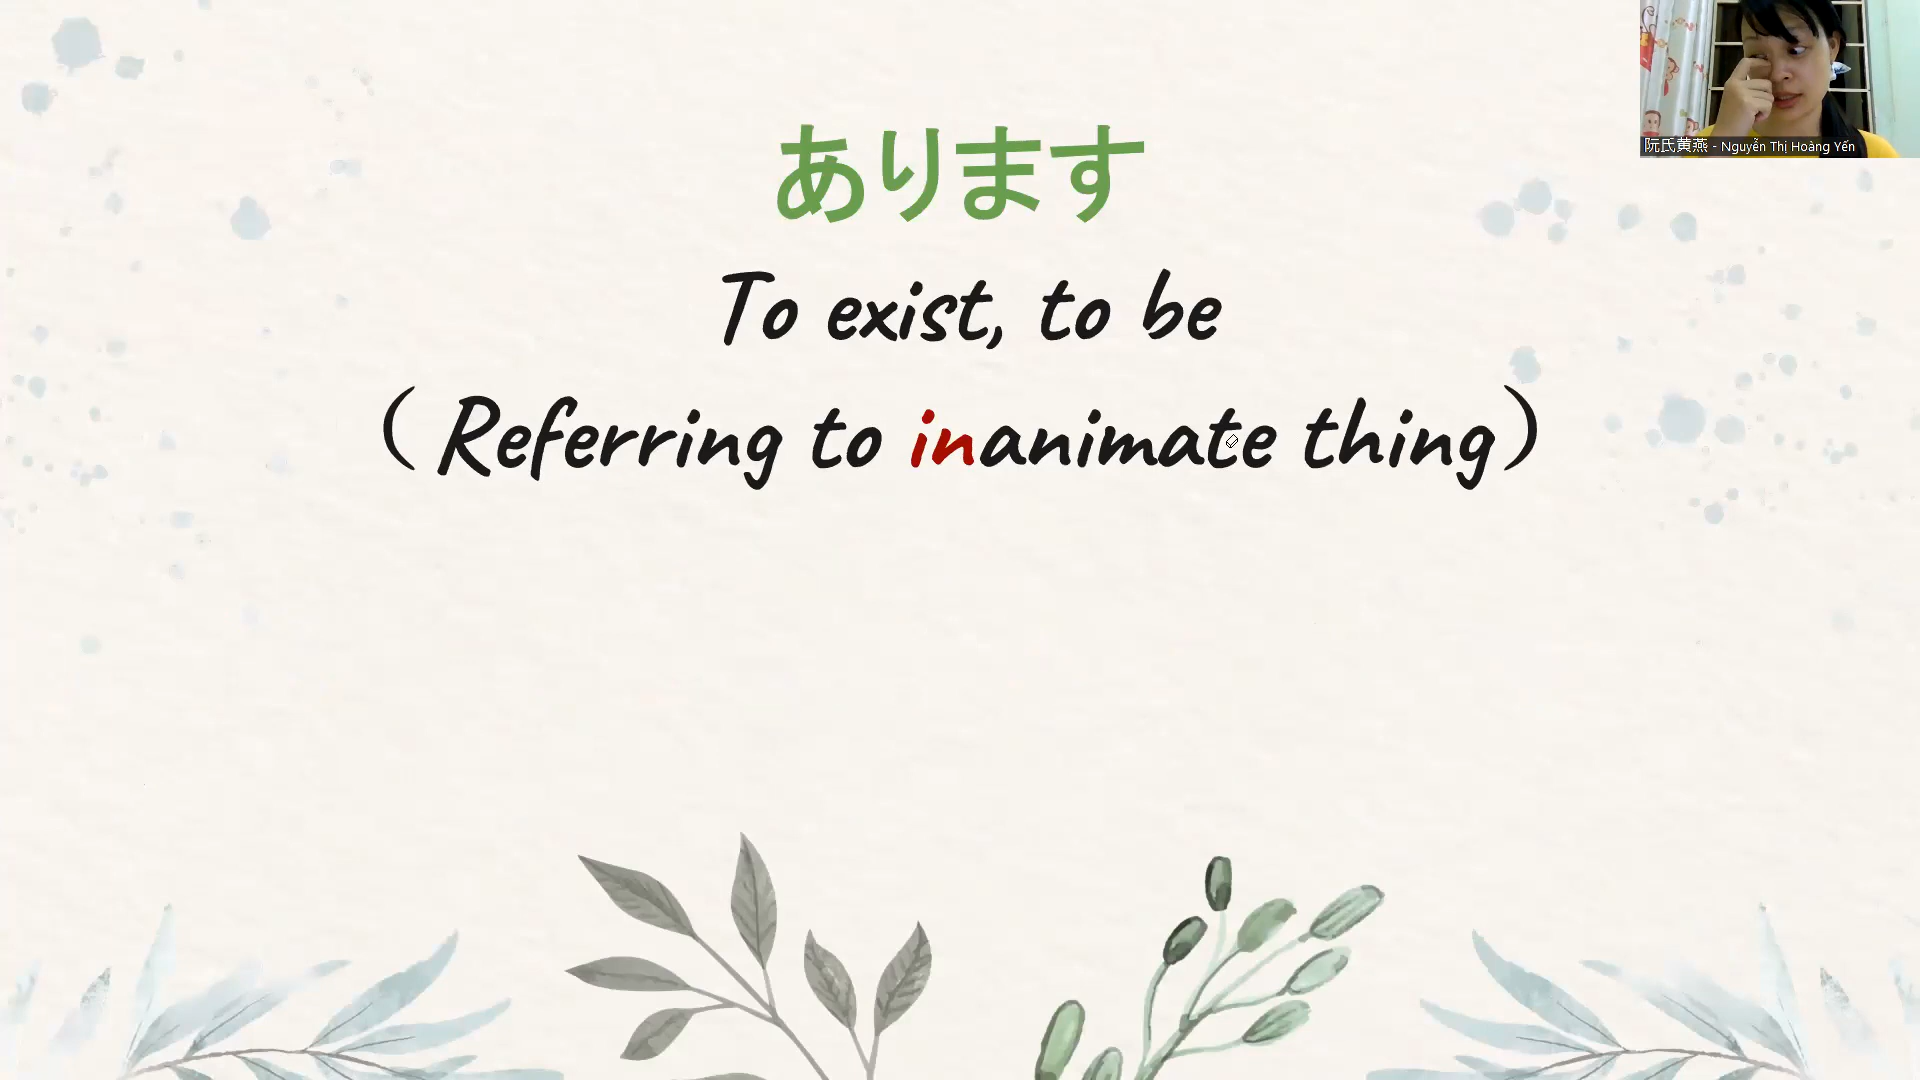 あります
To exist, to be
( Referring to inanimate thing)
阮氏黄燕 - Nguyễn Thị Hoàng Yến